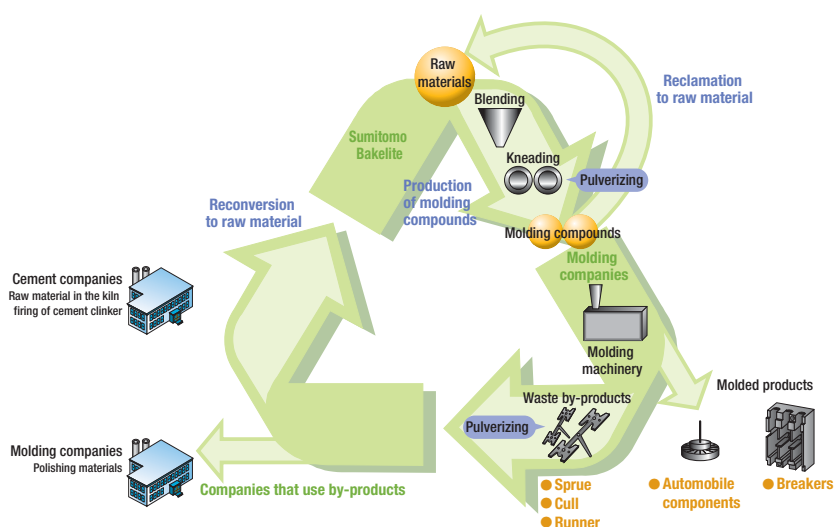 Raw
materials
Reclamation
to raw material
Blending
Sumitomo
Bakelite
Kneading
Pulverizing
Production
of molding
compounds
Reconversion
to raw material
Molding compounds
Molding
companies
Cement companies
Raw material in the kiln
firing of cement clinker
Molding
machinery
Molded products
Waste by-products
Pulverizing
Molding companies
Polishing materials
Companies that use by-products
● Sprue
● Cull
● Runner
● Automobile
components
● Breakers